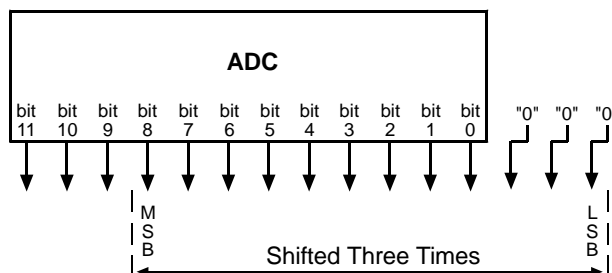 ADC
bit bit bit bit bit bit bit bit bit bit bit bit "0" "0" "0
11 10 9 8 7 6 5 4 3 2 1 0
M L
S S
B B
Shifted Three Times